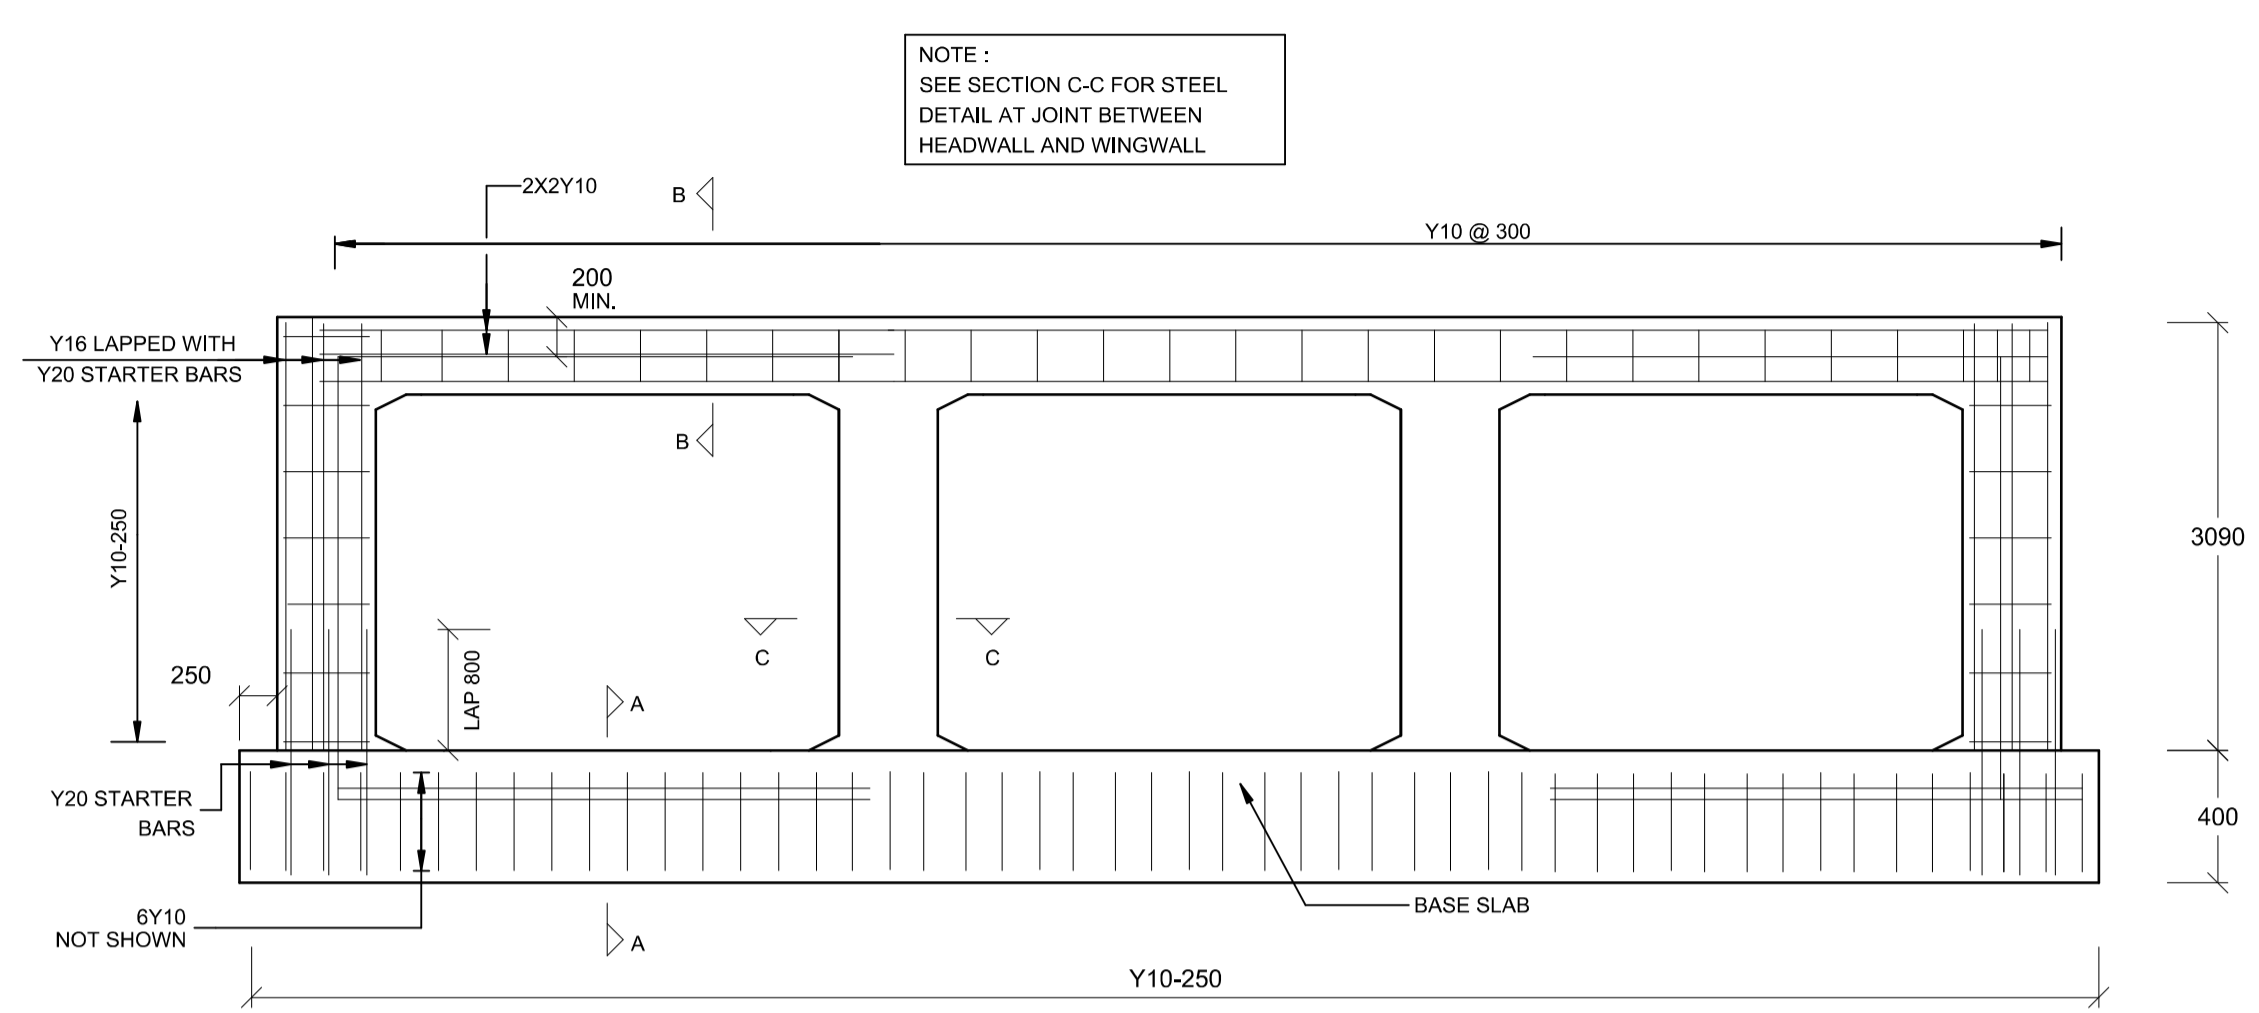 NOTE :
SEE SECTION C-C FOR STEEL
DETAIL AT JOINT BETWEEN
HEADWALL AND WINGWALL
2X2Y10
B
Y10 @ 300
200
MIN.
Y16 LAPPED WITH
Y20 STARTER BARS
B
Y10-250
3090
LAP 800
C
C
250
A
Y20 STARTER
BARS
400
6Y10
NOT SHOWN
BASE SLAB
A
Y10-250